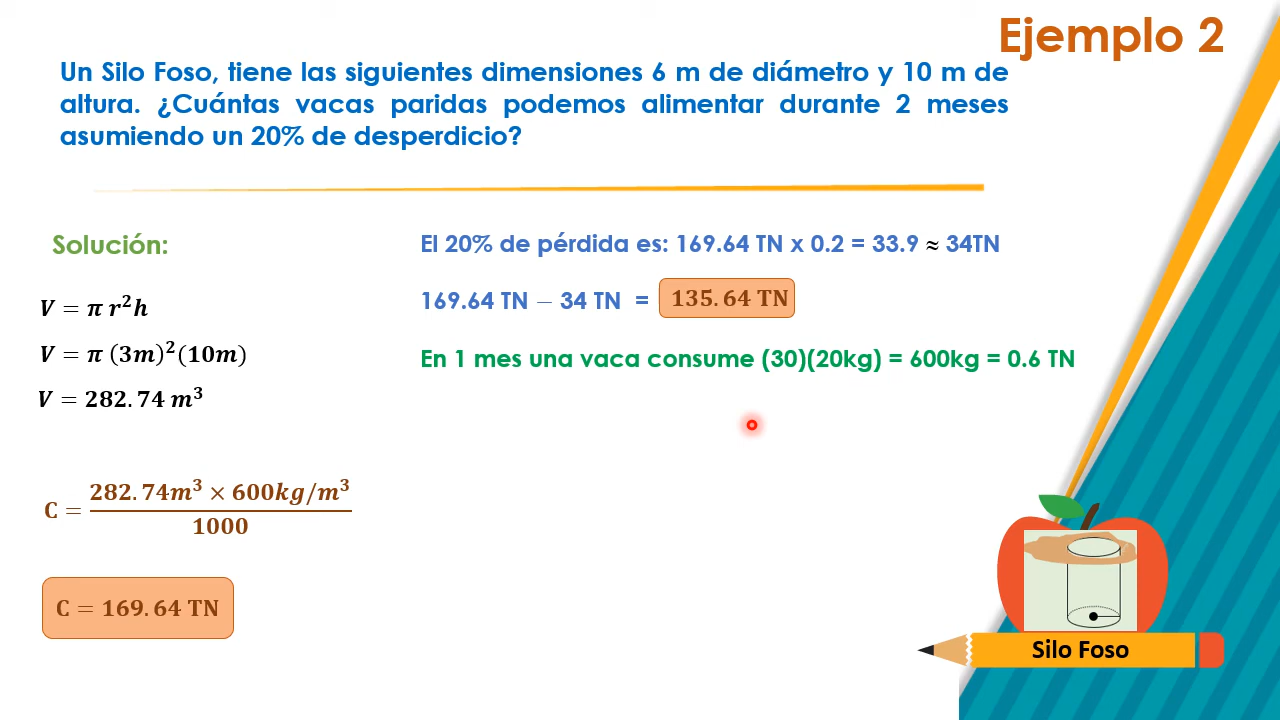 Ejemplo 2
Un Silo Foso, tiene las siguientes dimensiones 6 m de diámetro y 10 m de
altura. ¿Cuántas vacas paridas podemos alimentar durante 2 meses
asumiendo un 20% de desperdicio?
Solución:
V = π r²h
V = π (3m)²(10m)
V = 282.74 m³
C = 282.74m³ × 600kg/m³ / 1000
C = 169.64 TN
El 20% de pérdida es: 169.64 TN x 0.2 = 33.9 ≈ 34TN
169.64 TN − 34 TN = 135.64 TN
En 1 mes una vaca consume (30)(20kg) = 600kg = 0.6 TN
Silo Foso